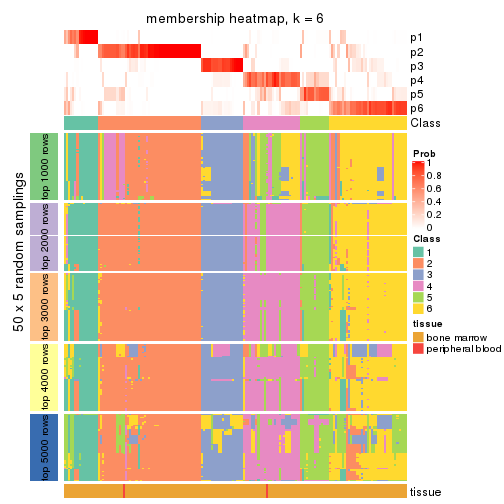 membership heatmap, k = 6
p1
p2
p3
p4
p5
p6
Class
50 x 5 random samplings
top 1000 rows
top 2000 rows
top 3000 rows
top 4000 rows
top 5000 rows
Prob
1
0.8
0.6
0.4
0.2
0
Class
1
2
3
4
5
6
tissue
bone marrow
peripheral blood
tissue